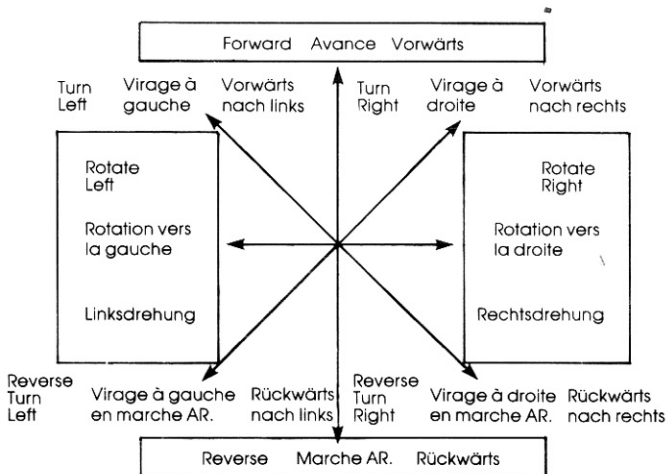 Forward Avance Vorwärts
Turn Left
Virage à gauche
Vorwärts nach links
Turn Right
Virage à droite
Vorwärts nach rechts
Rotate Left
Rotation vers la gauche
Linksdrehung
Rotate Right
Rotation vers la droite
Rechtsdrehung
Reverse Turn Left
Virage à gauche en marche AR.
Rückwärts nach links
Reverse Turn Right
Virage à droite en marche AR.
Rückwärts nach rechts
Reverse Marche AR. Rückwärts